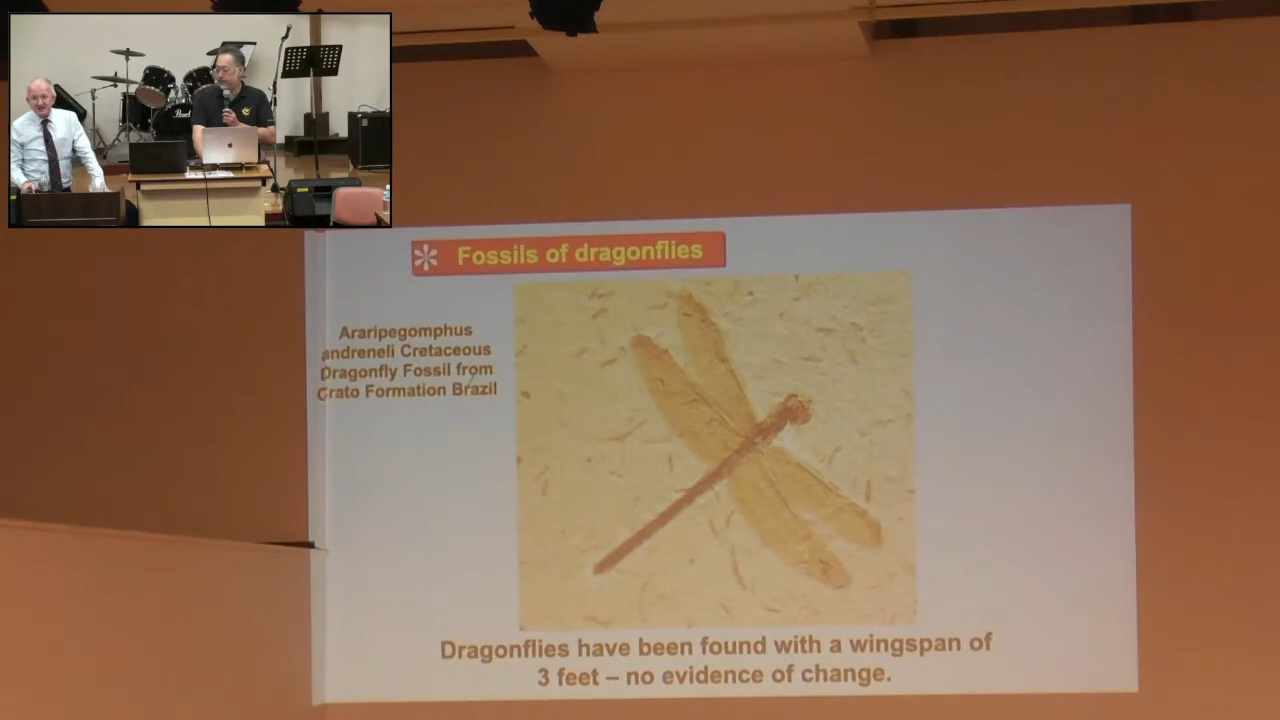 Fossils of dragonflies
Araripegomphus
andreneli Cretaceous
Dragonfly Fossil from
Crato Formation Brazil
Dragonflies have been found with a wingspan of
3 feet – no evidence of change.
Pearl